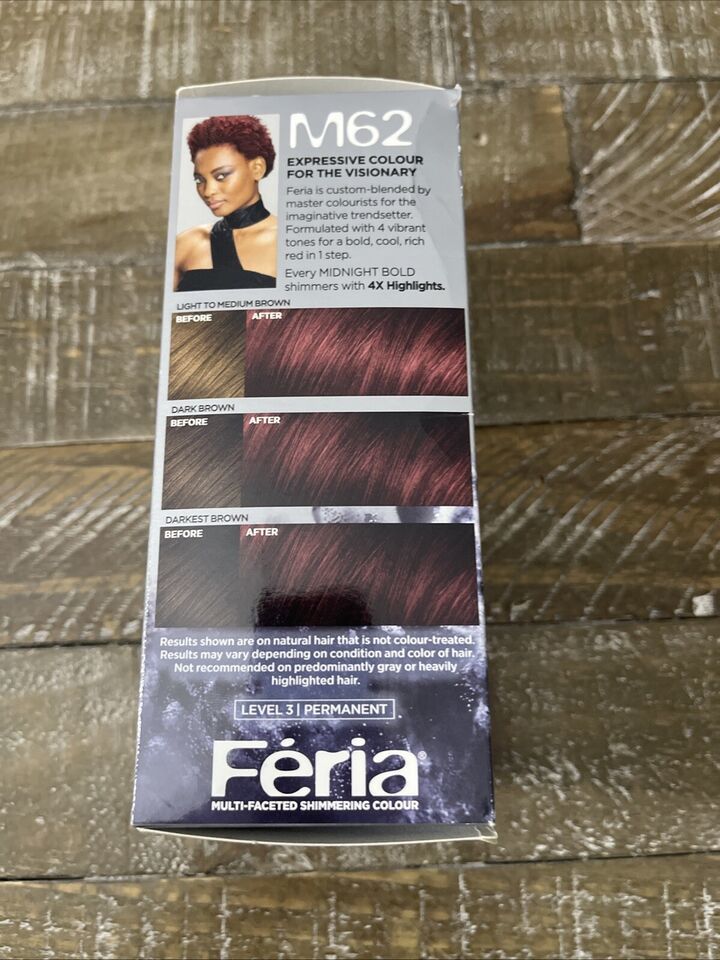 M62
EXPRESSIVE COLOUR
FOR THE VISIONARY
Feria is custom-blended by
master colourists for the
imaginative trendsetter.
Formulated with 4 vibrant
tones for a bold, cool, rich
red in 1 step.
Every MIDNIGHT BOLD
shimmers with 4X Highlights.
LIGHT TO MEDIUM BROWN
BEFORE AFTER
DARK BROWN
BEFORE AFTER
DARKEST BROWN
BEFORE AFTER
Results shown are on natural hair that is not colour-treated.
Results may vary depending on condition and color of hair.
Not recommended on predominantly gray or heavily
highlighted hair.
LEVEL 3 | PERMANENT
Féria®
MULTI-FACETED SHIMMERING COLOUR